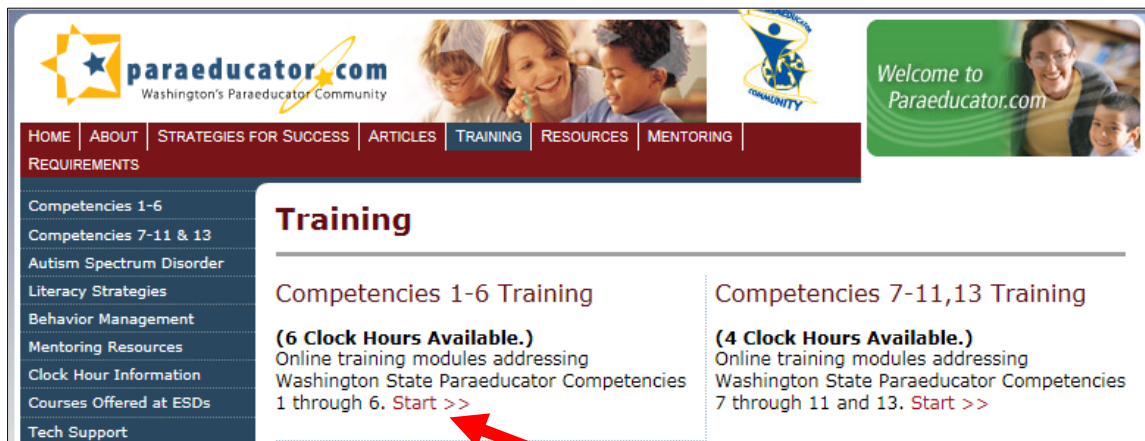 paraeducator.com
Washington's Paraeducator Community
PARAEDUCATOR
COMMUNITY
Welcome to
Paraeducator.com
HOME ABOUT STRATEGIES FOR SUCCESS ARTICLES TRAINING RESOURCES MENTORING
REQUIREMENTS
Competencies 1-6
Competencies 7-11 & 13
Autism Spectrum Disorder
Literacy Strategies
Behavior Management
Mentoring Resources
Clock Hour Information
Courses Offered at ESDs
Tech Support
Training
Competencies 1-6 Training
(6 Clock Hours Available.)
Online training modules addressing
Washington State Paraeducator Competencies
1 through 6. Start >>
Competencies 7-11,13 Training
(4 Clock Hours Available.)
Online training modules addressing
Washington State Paraeducator Competencies
7 through 11 and 13. Start >>